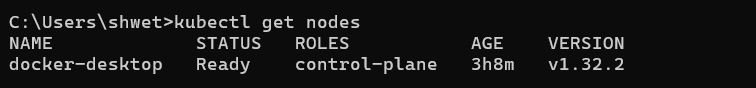 C:\Users\shwet>kubectl get nodes
NAME             STATUS   ROLES           AGE    VERSION
docker-desktop   Ready    control-plane   3h8m   v1.32.2